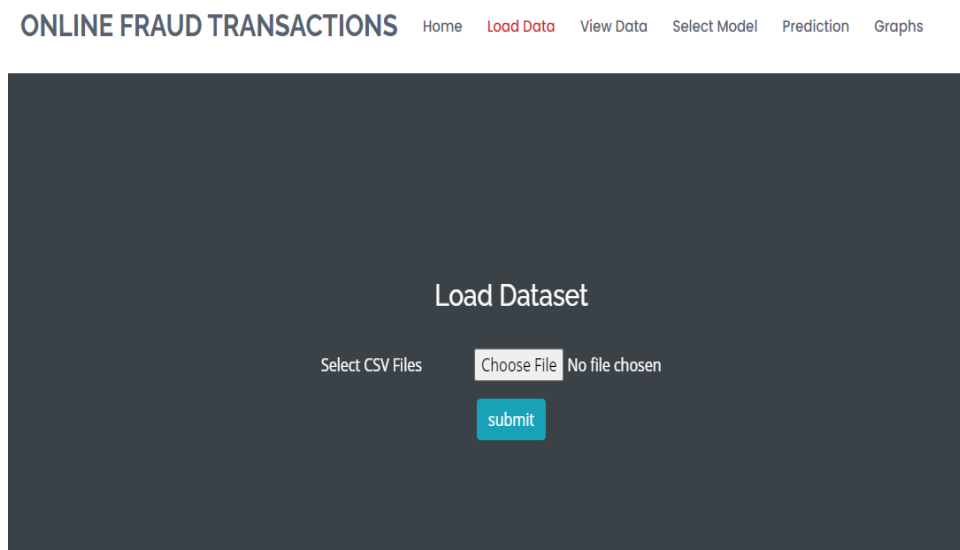 ONLINE FRAUD TRANSACTIONS Home Load Data View Data Select Model Prediction Graphs
Load Dataset
Select CSV Files Choose File No file chosen
submit